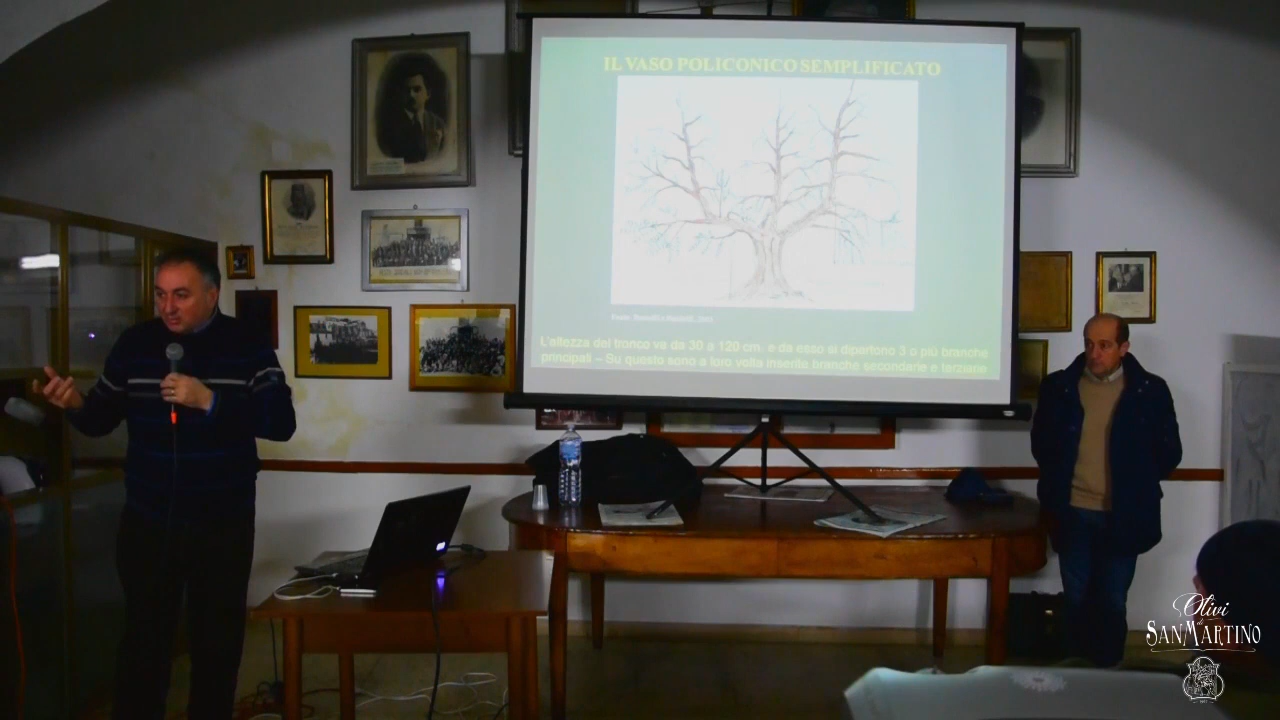 IL VASO POLICONICO SEMPLIFICATO
L'altezza del tronco va da 30 a 120 cm e da esso si dipartono 3 o più branche
principali – Su questo sono a loro volta inserite branche secondarie e terziarie
Olivi
di
SANMARTINO